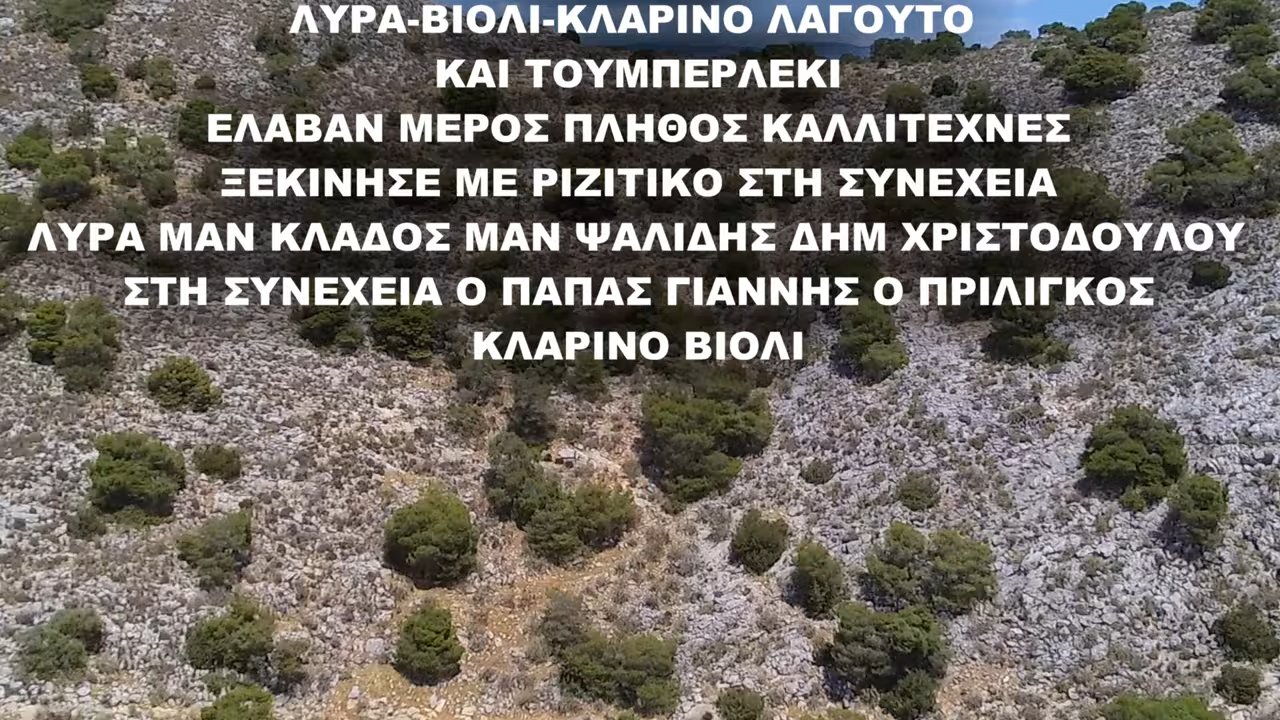 ΛΥΡΑ-ΒΙΟΛΙ-ΚΛΑΡΙΝΟ ΛΑΓΟΥΤΟ
ΚΑΙ ΤΟΥΜΠΕΡΛΕΚΙ
ΕΛΑΒΑΝ ΜΕΡΟΣ ΠΛΗΘΟΣ ΚΑΛΛΙΤΕΧΝΕΣ
ΞΕΚΙΝΗΣΕ ΜΕ ΡΙΖΙΤΙΚΟ ΣΤΗ ΣΥΝΕΧΕΙΑ
ΛΥΡΑ ΜΑΝ ΚΛΑΔΟΣ ΜΑΝ ΨΑΛΙΔΗΣ ΔΗΜ ΧΡΙΣΤΟΔΟΥΛΟΥ
ΣΤΗ ΣΥΝΕΧΕΙΑ Ο ΠΑΠΑΣ ΓΙΑΝΝΗΣ Ο ΠΡΙΛΙΓΚΟΣ
ΚΛΑΡΙΝΟ ΒΙΟΛΙ